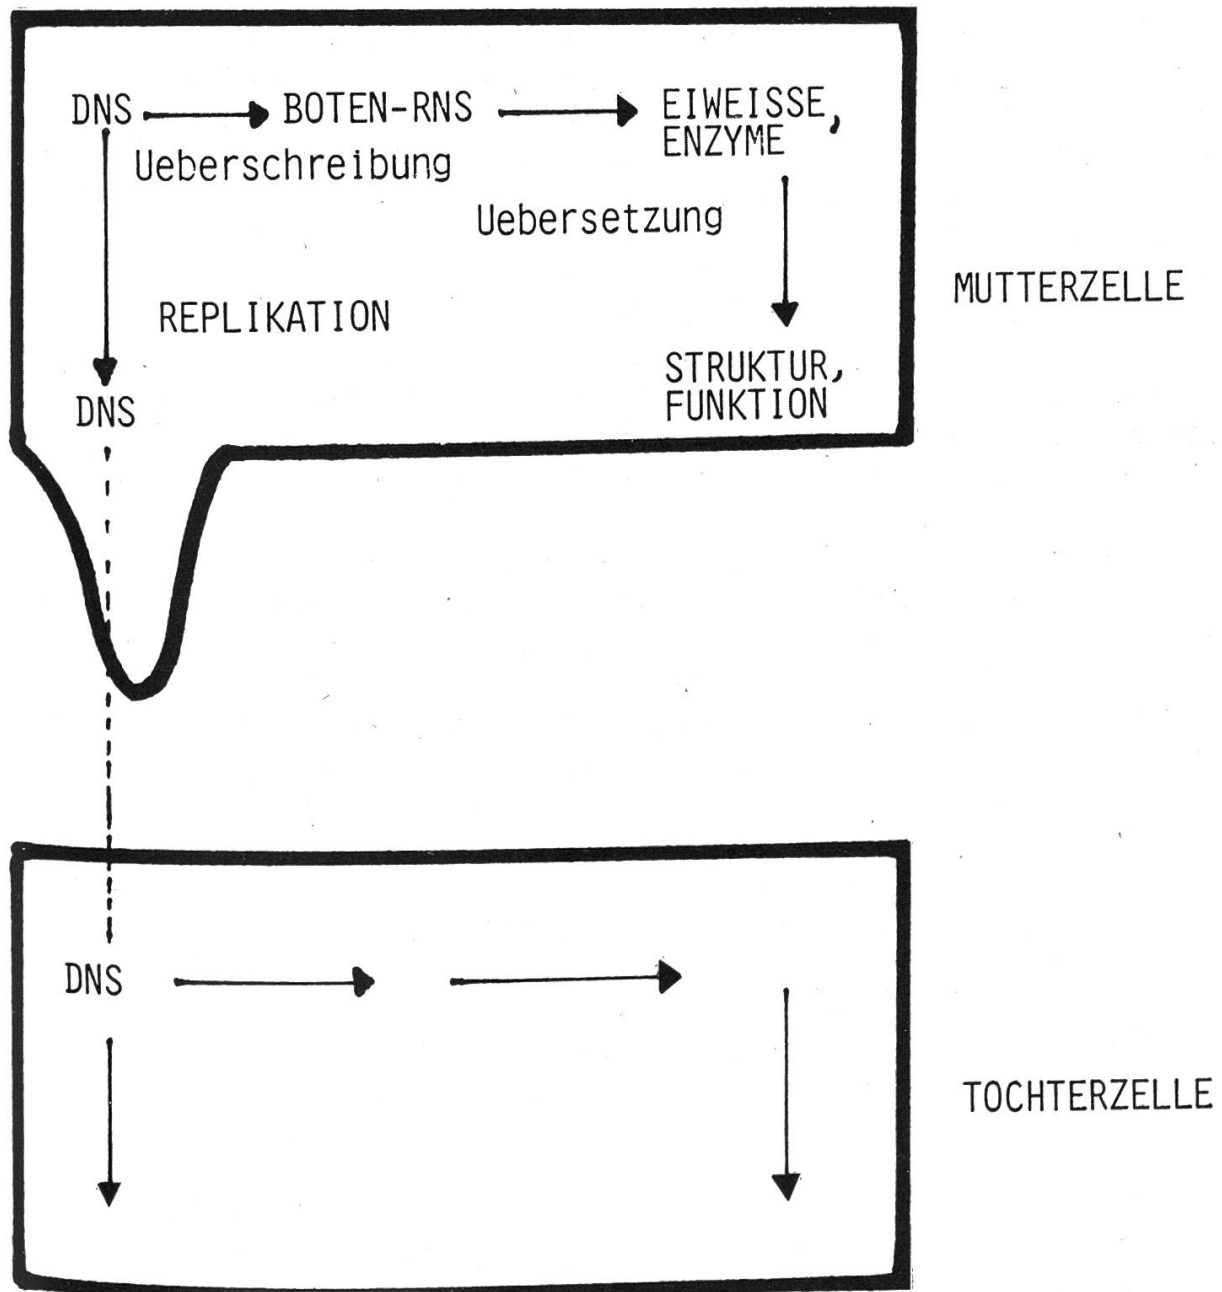 DNS
BOTEN-RNS
EIWEISSE,
ENZYME
Ueberschreibung
Uebersetzung
MUTTERZELLE
REPLIKATION
STRUKTUR,
FUNKTION
DNS
DNS
TOCHTERZELLE